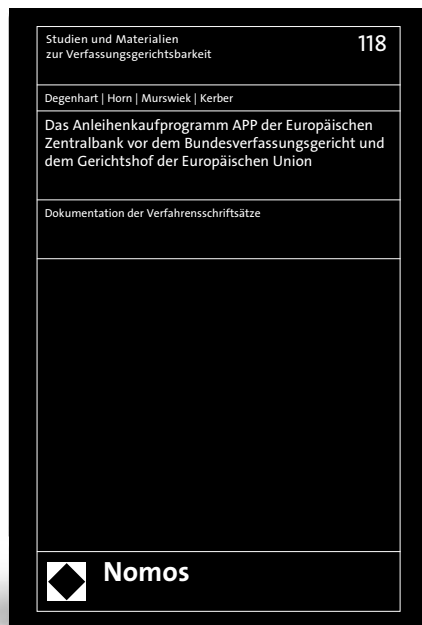 Studien und Materialien
zur Verfassungsgerichtsbarkeit
118
Degenhart | Horn | Murswiek | Kerber
Das Anleihenkaufprogramm APP der Europäischen
Zentralbank vor dem Bundesverfassungsgericht und
dem Gerichtshof der Europäischen Union
Dokumentation der Verfahrensschriftsätze
Nomos